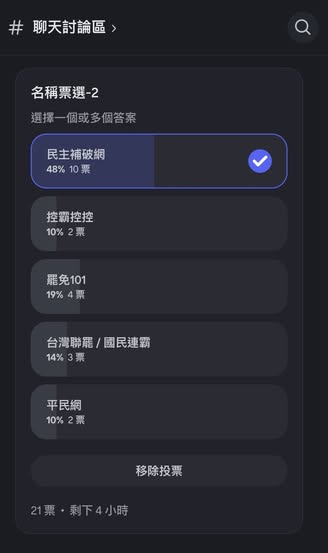 # 聊天討論區 ›
名稱票選-2
選擇一個或多個答案
民主補破網
48% 10 票
控霸控控
10% 2 票
罷免101
19% 4 票
台灣聯罷 / 國民連霸
14% 3 票
平民網
10% 2 票
移除投票
21 票 • 剩下 4 小時